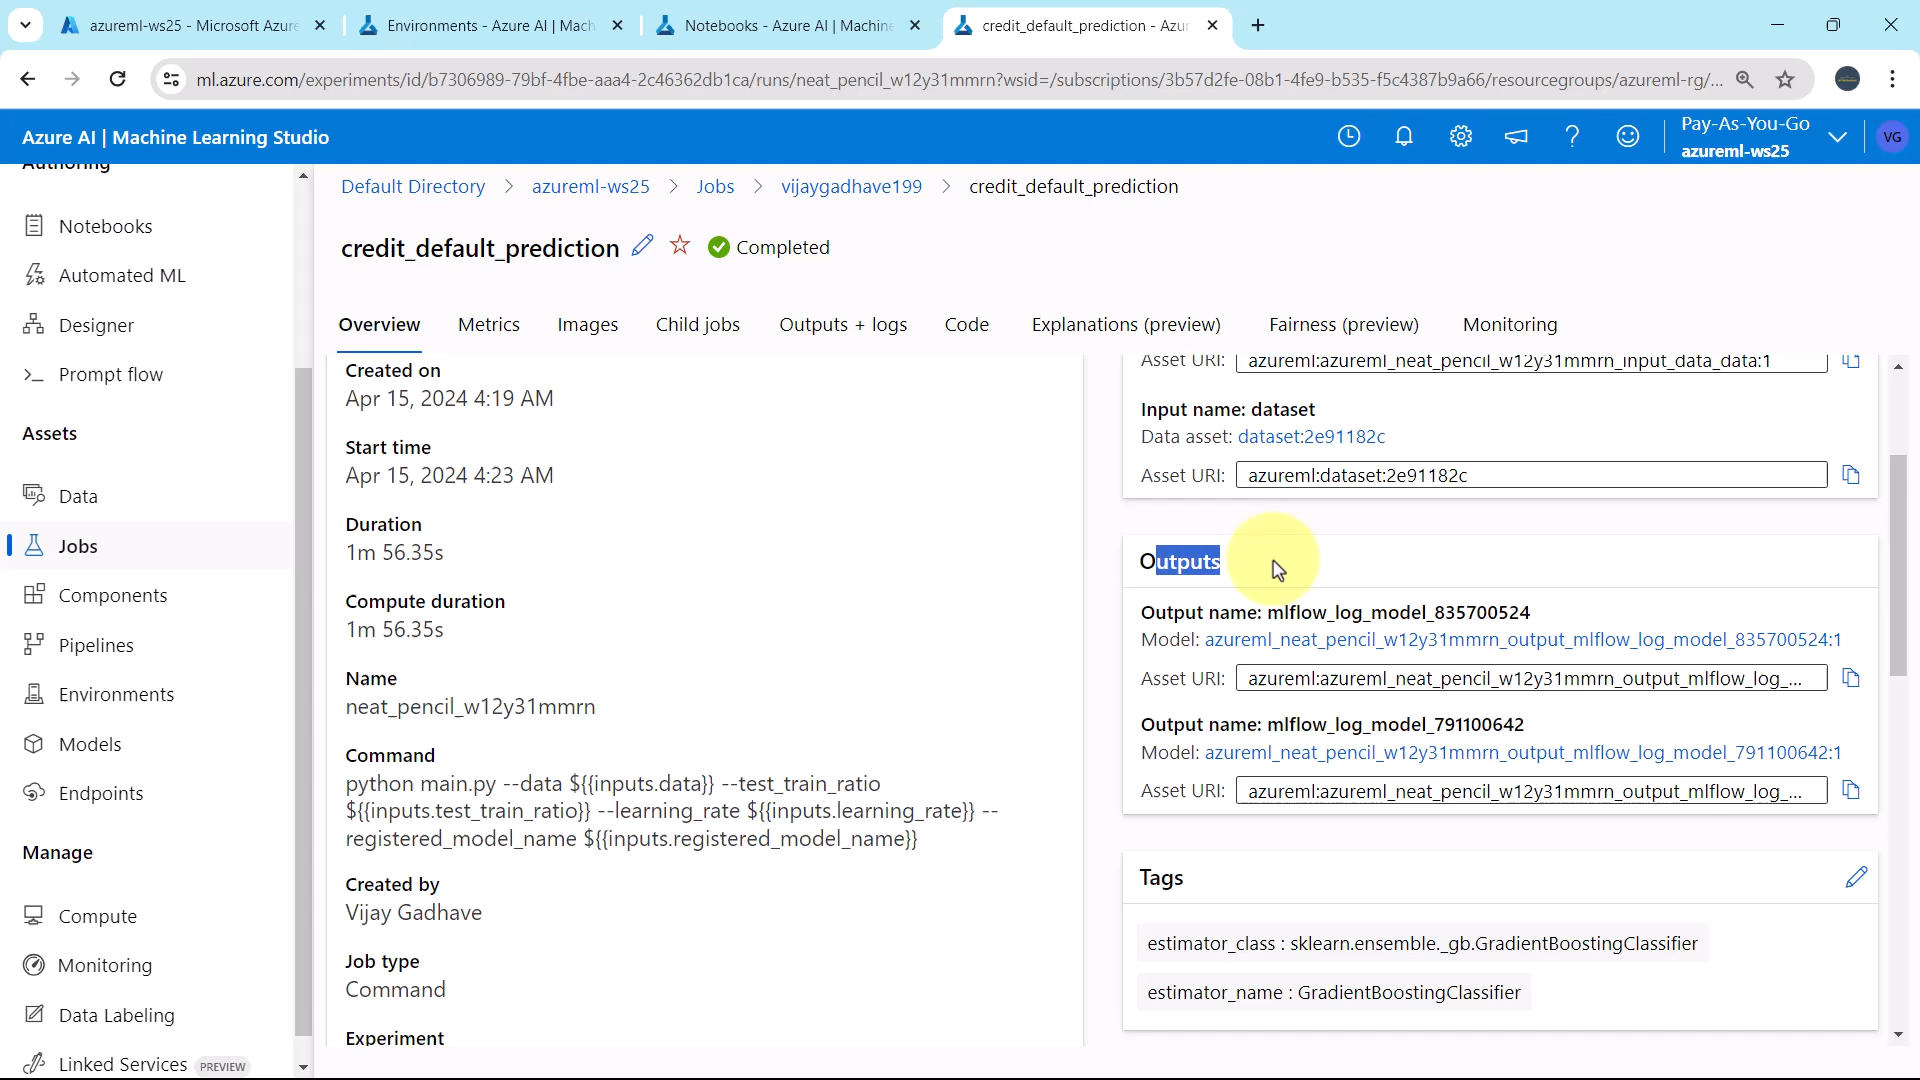 azureml-ws25 - Microsoft Azure
Environments - Azure AI | Mach
Notebooks - Azure AI | Machine
credit_default_prediction - Azur
ml.azure.com/experiments/id/b7306989-79bf-4fbe-aaa4-2c46362db1ca/runs/neat_pencil_w12y31mmrn?wsid=/subscriptions/3b57d2fe-08b1-4fe9-b535-f5c4387b9a66/resourcegroups/azureml-rg/...
Azure AI | Machine Learning Studio
Pay-As-You-Go
azureml-ws25
VG
Authoring
Notebooks
Automated ML
Designer
Prompt flow
Assets
Data
Jobs
Components
Pipelines
Environments
Models
Endpoints
Manage
Compute
Monitoring
Data Labeling
Linked Services PREVIEW
Default Directory > azureml-ws25 > Jobs > vijaygadhave199 > credit_default_prediction
credit_default_prediction Completed
Overview Metrics Images Child jobs Outputs + logs Code Explanations (preview) Fairness (preview) Monitoring
Created on
Apr 15, 2024 4:19 AM
Start time
Apr 15, 2024 4:23 AM
Duration
1m 56.35s
Compute duration
1m 56.35s
Name
neat_pencil_w12y31mmrn
Command
python main.py --data ${{inputs.data}} --test_train_ratio
${{inputs.test_train_ratio}} --learning_rate ${{inputs.learning_rate}} --
registered_model_name ${{inputs.registered_model_name}}
Created by
Vijay Gadhave
Job type
Command
Experiment
Asset URI: azureml:azureml_neat_pencil_w12y31mmrn_input_data_data:1
Input name: dataset
Data asset: dataset:2e91182c
Asset URI: azureml:dataset:2e91182c
Outputs
Output name: mlflow_log_model_835700524
Model: azureml_neat_pencil_w12y31mmrn_output_mlflow_log_model_835700524:1
Asset URI: azureml:azureml_neat_pencil_w12y31mmrn_output_mlflow_log_...
Output name: mlflow_log_model_791100642
Model: azureml_neat_pencil_w12y31mmrn_output_mlflow_log_model_791100642:1
Asset URI: azureml:azureml_neat_pencil_w12y31mmrn_output_mlflow_log_...
Tags
estimator_class : sklearn.ensemble._gb.GradientBoostingClassifier
estimator_name : GradientBoostingClassifier